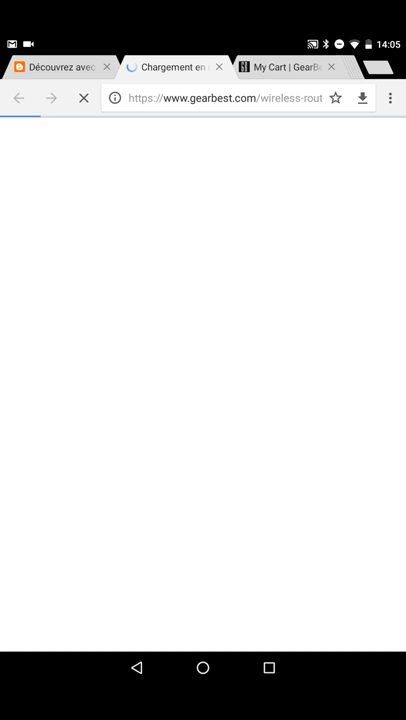 14:05
Découvrez avec
Chargement en
My Cart | GearBe
https://www.gearbest.com/wireless-rout